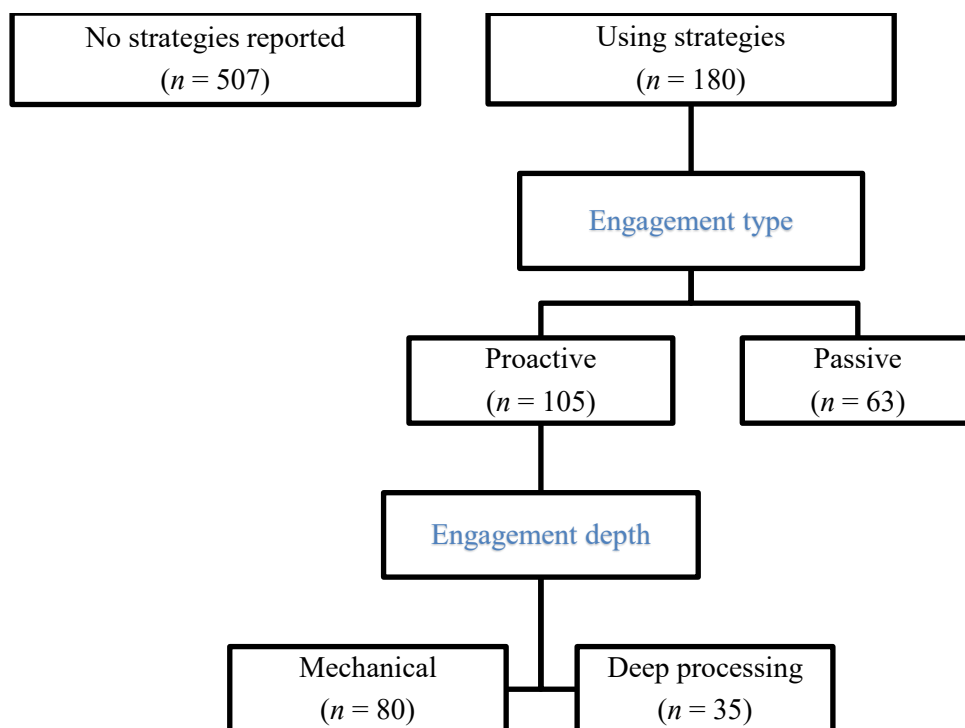 No strategies reported
(n = 507)
Using strategies
(n = 180)
Engagement type
Proactive
(n = 105)
Passive
(n = 63)
Engagement depth
Mechanical
(n = 80)
Deep processing
(n = 35)